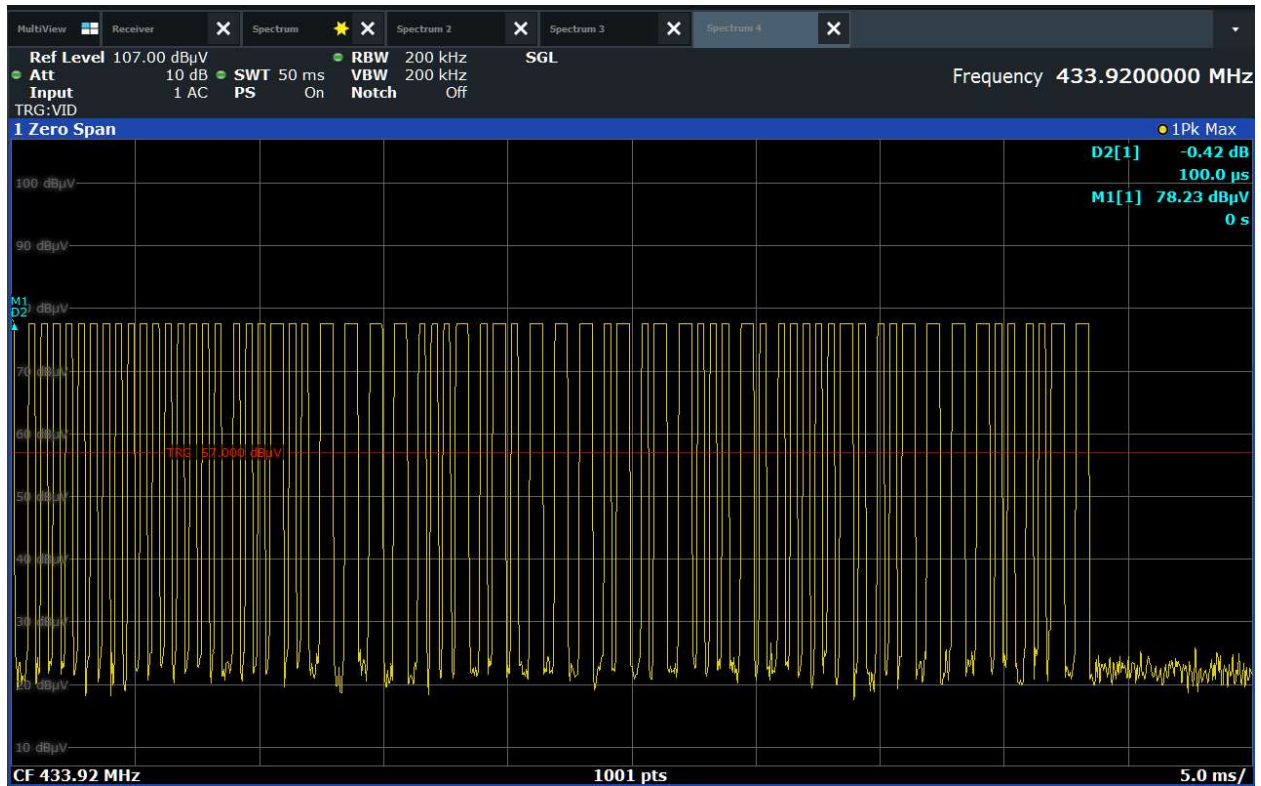 MultiView Receiver X Spectrum X Spectrum 2 X Spectrum 3 X Spectrum 4 X
Ref Level 107.00 dBµV RBW 200 kHz SGL
Att 10 dB SWT 50 ms VBW 200 kHz
Input 1 AC PS On Notch Off
Frequency 433.9200000 MHz
TRG:VID
1 Zero Span 1Pk Max
D2[1] -0.42 dB
100.0 µs
M1[1] 78.23 dBµV
0 s
100 dBµV
90 dBµV
M1
D2
dBµV
70 dBµV
60 dBµV
TRG 57.000 dBµV
50 dBµV
40 dBµV
30 dBµV
20 dBµV
10 dBµV
CF 433.92 MHz 1001 pts 5.0 ms/